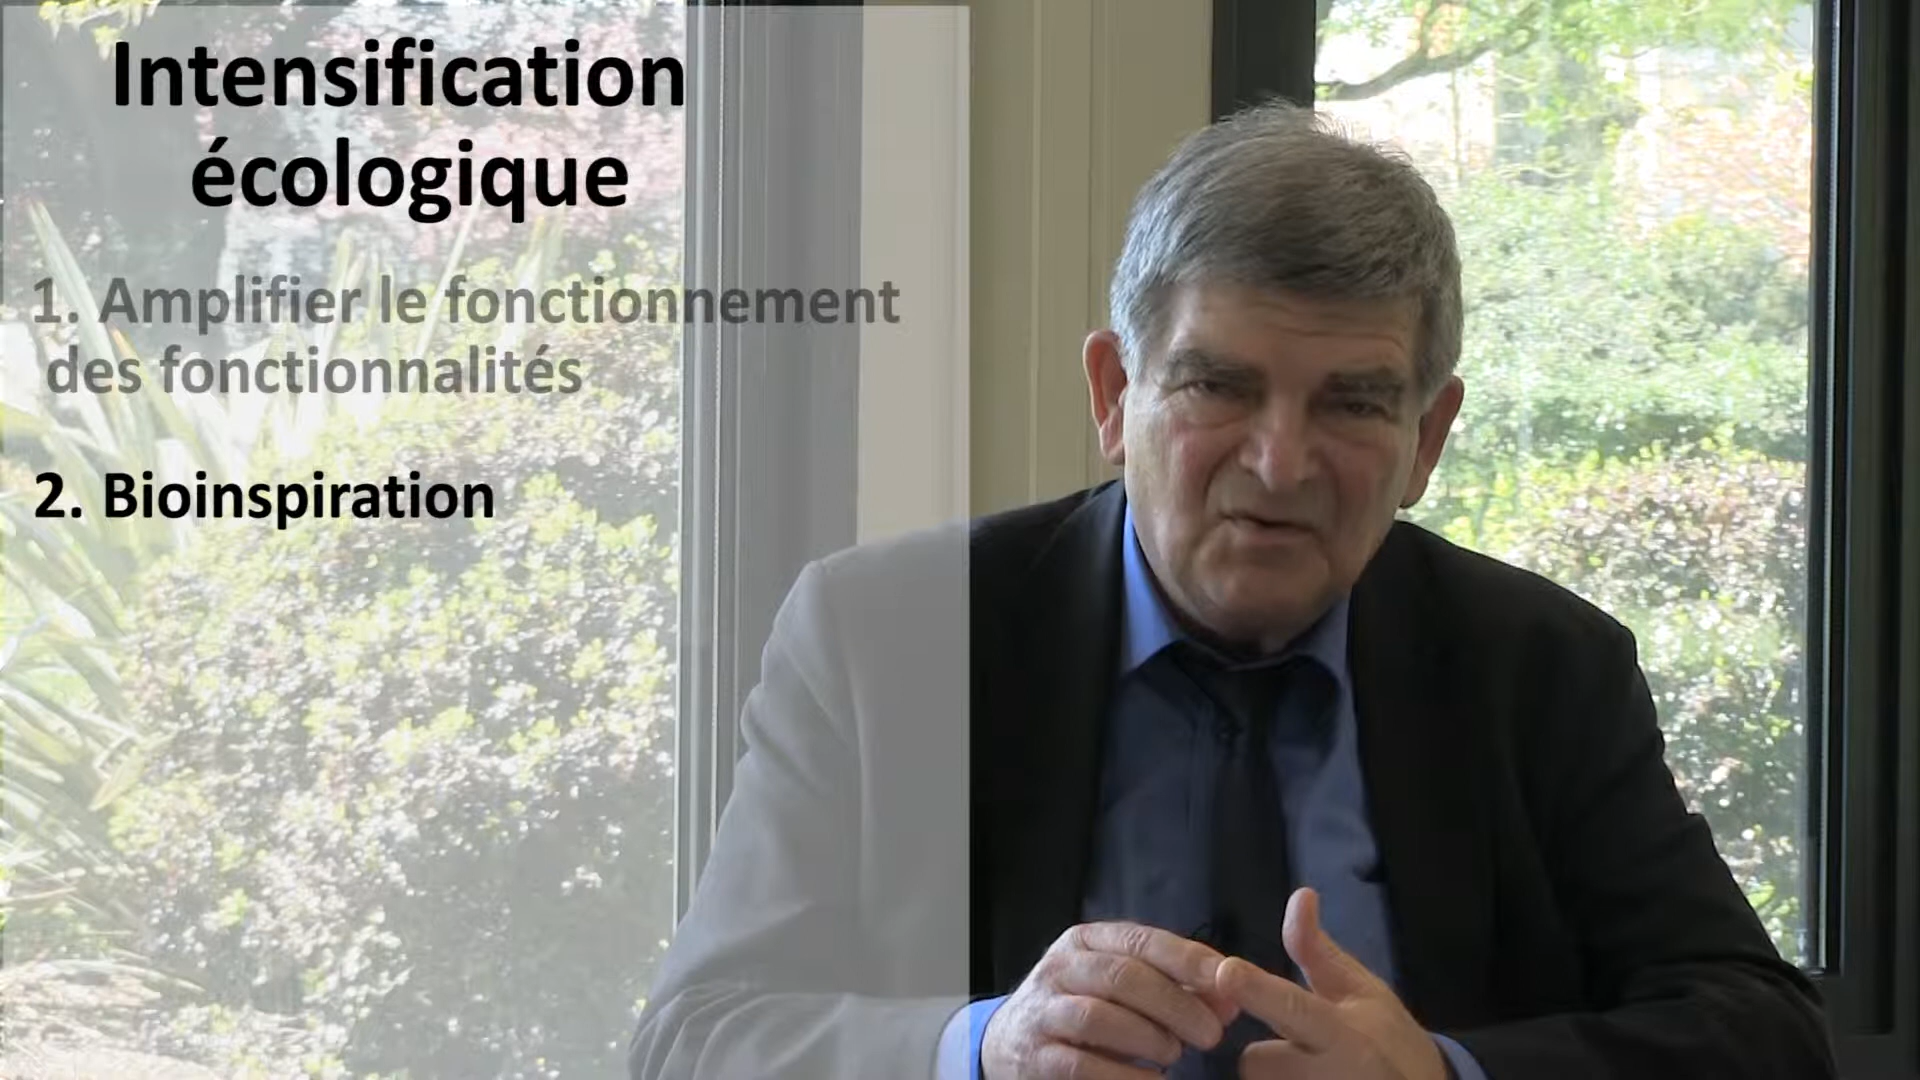 Intensification
écologique
1. Amplifier le fonctionnement
des fonctionnalités
2. Bioinspiration